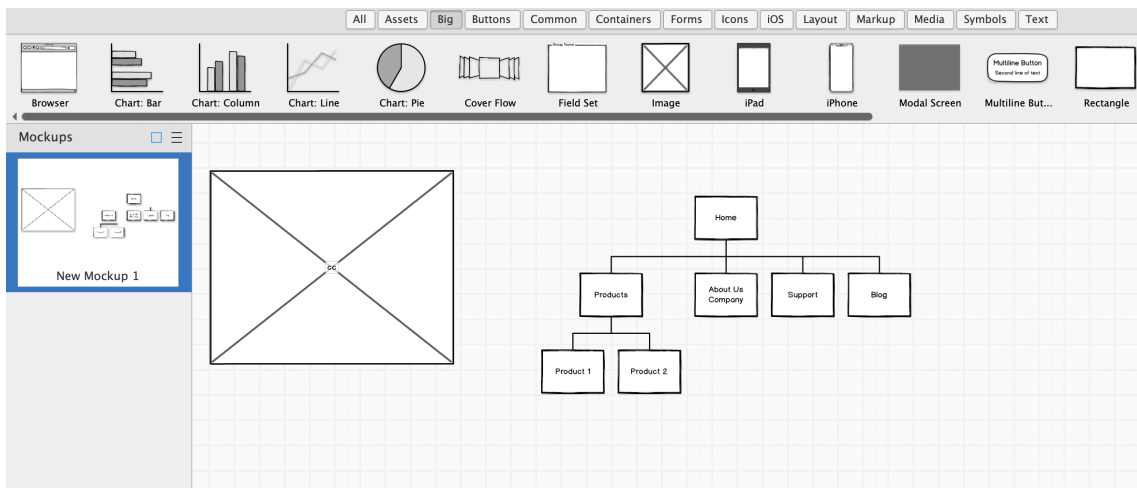 All
Assets
Big
Buttons
Common
Containers
Forms
Icons
iOS
Layout
Markup
Media
Symbols
Text
Group Name
Multiline Button
Second line of text
Browser
Chart: Bar
Chart: Column
Chart: Line
Chart: Pie
Cover Flow
Field Set
Image
iPad
iPhone
Modal Screen
Multiline But...
Rectangle
Mockups
New Mockup 1
Home
Products
About Us
Company
Support
Blog
Product 1
Product 2